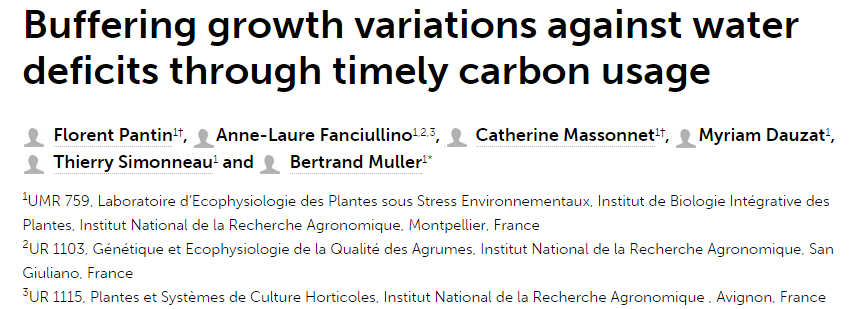 Buffering growth variations against water
deficits through timely carbon usage
Florent Pantin1†, Anne-Laure Fanciullino1,2,3, Catherine Massonnet1†, Myriam Dauzat1,
Thierry Simonneau1 and Bertrand Muller1*
1UMR 759, Laboratoire d’Ecophysiologie des Plantes sous Stress Environnementaux, Institut de Biologie Intégrative des
Plantes, Institut National de la Recherche Agronomique, Montpellier, France
2UR 1103, Génétique et Ecophysiologie de la Qualité des Agrumes, Institut National de la Recherche Agronomique, San
Giuliano, France
3UR 1115, Plantes et Systèmes de Culture Horticoles, Institut National de la Recherche Agronomique , Avignon, France